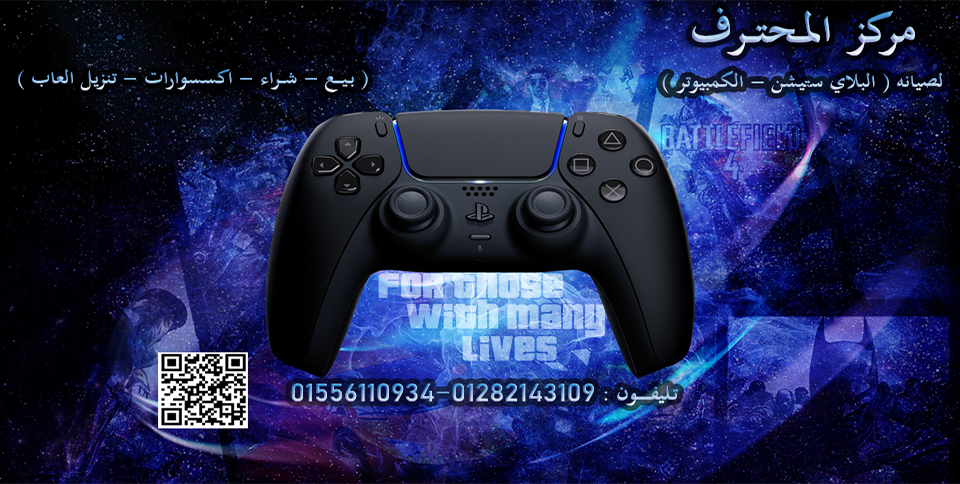 مركز المحترف
لصيانه ( البلاي ستيشن - الكمبيوتر )
( بيع - شراء - اكسسوارات - تنزيل العاب )
BATTLEFIELD
4
FOR THOSE
WITH MANY
LIVES
تليفون : 01282143109-01556110934